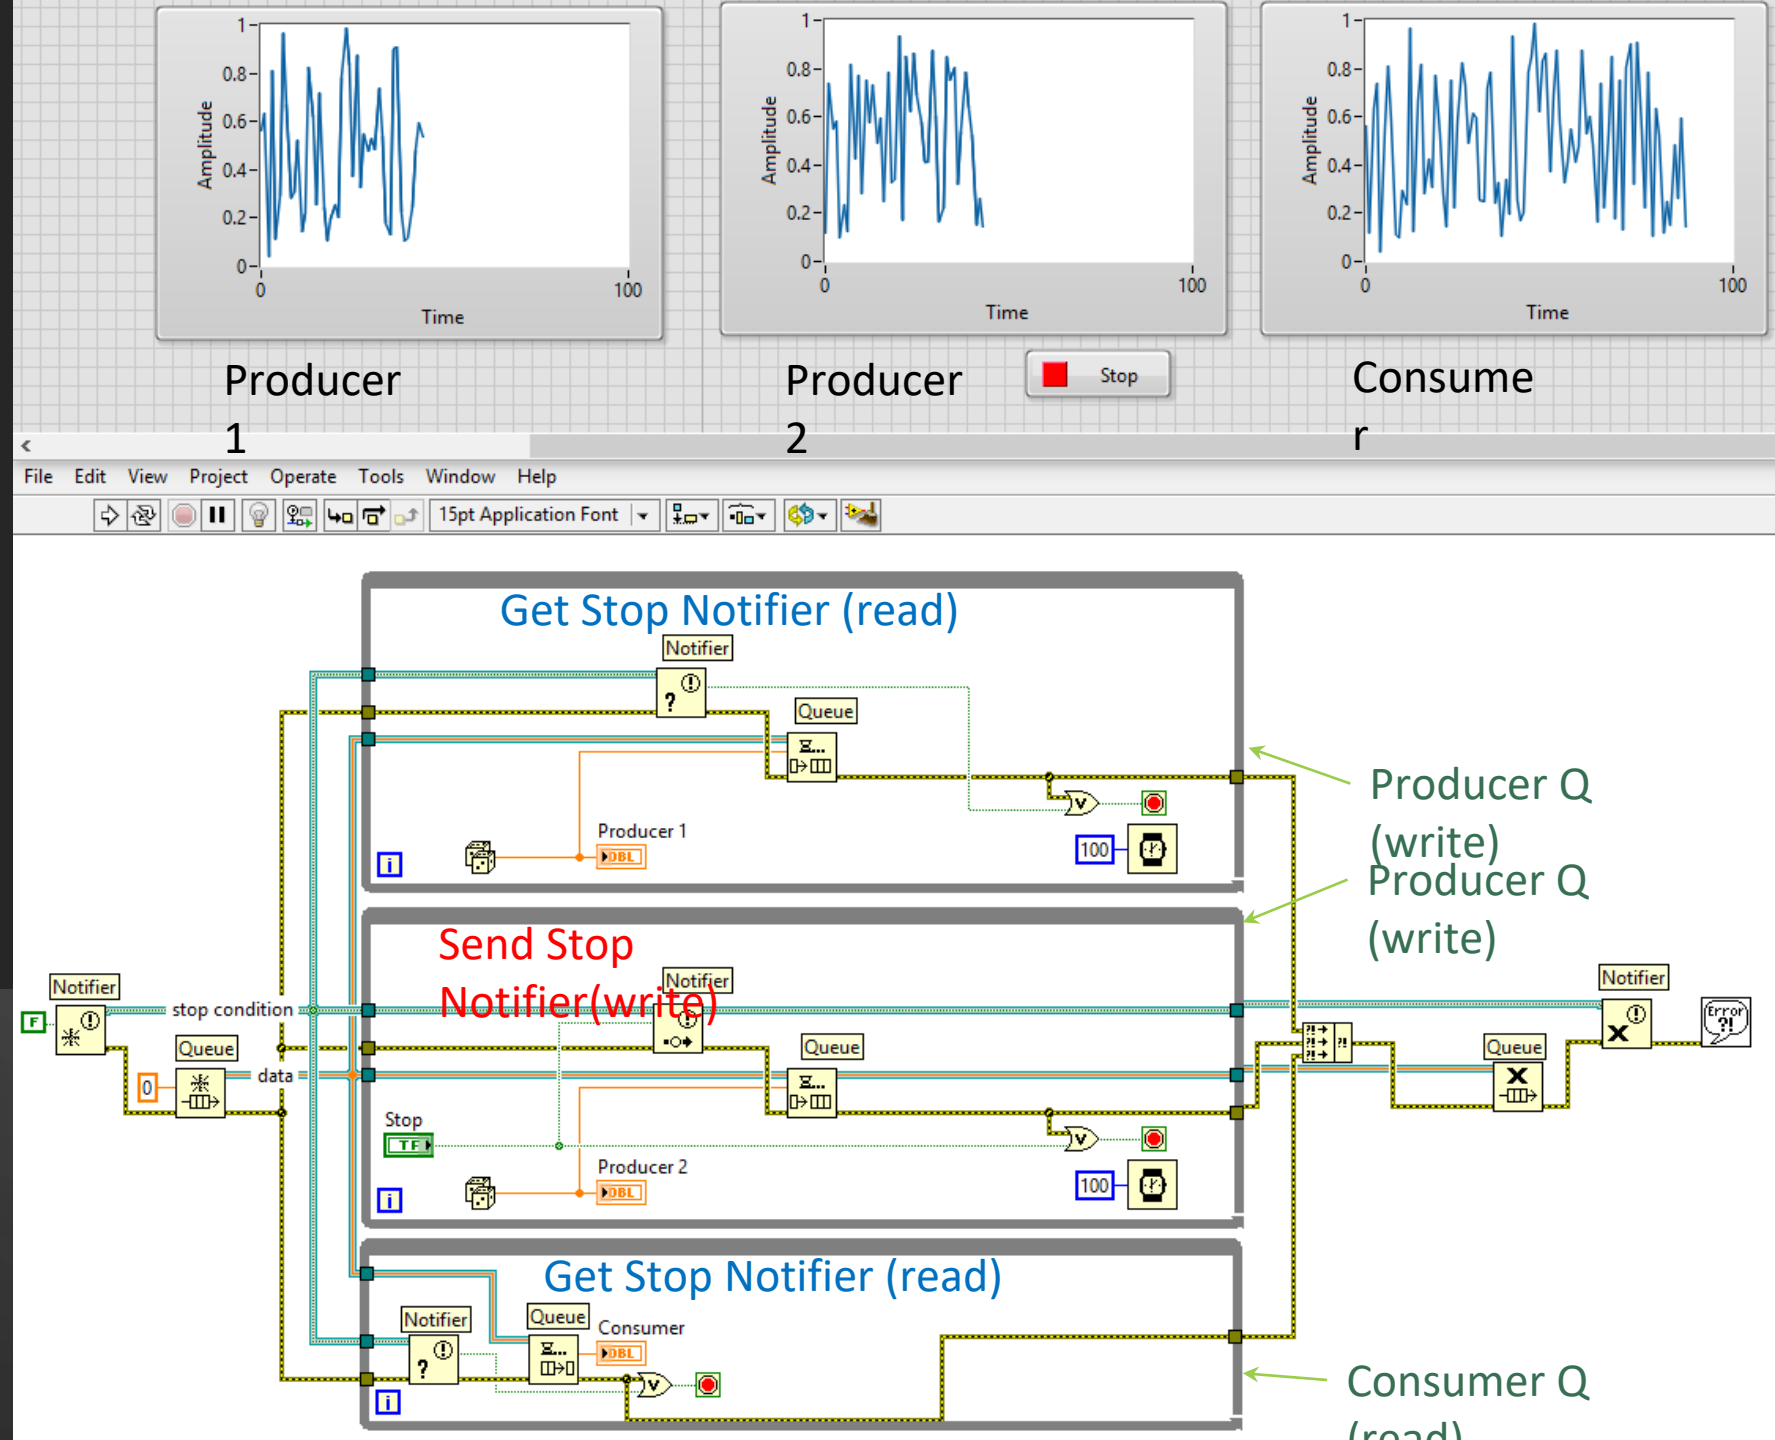 1
0.8
0.6
0.4
0.2
0
Amplitude
0
100
Time
1
0.8
0.6
0.4
0.2
0
Amplitude
0
100
Time
1
0.8
0.6
0.4
0.2
0
Amplitude
0
100
Time
Producer
1
Producer
2
Stop
Consume
r
File Edit View Project Operate Tools Window Help
15pt Application Font
Get Stop Notifier (read)
Notifier
?
Queue
Producer 1
DBL
i
100
V
Producer Q
(write)
Producer Q
(write)
Send Stop
Notifier(write)
Notifier
Notifier
F
stop condition
Queue
0
data
Queue
Stop
TF
Producer 2
DBL
i
100
V
Notifier
Queue
Error
?!
Get Stop Notifier (read)
Notifier
?
Queue
Consumer
DBL
i
V
Consumer Q
(read)